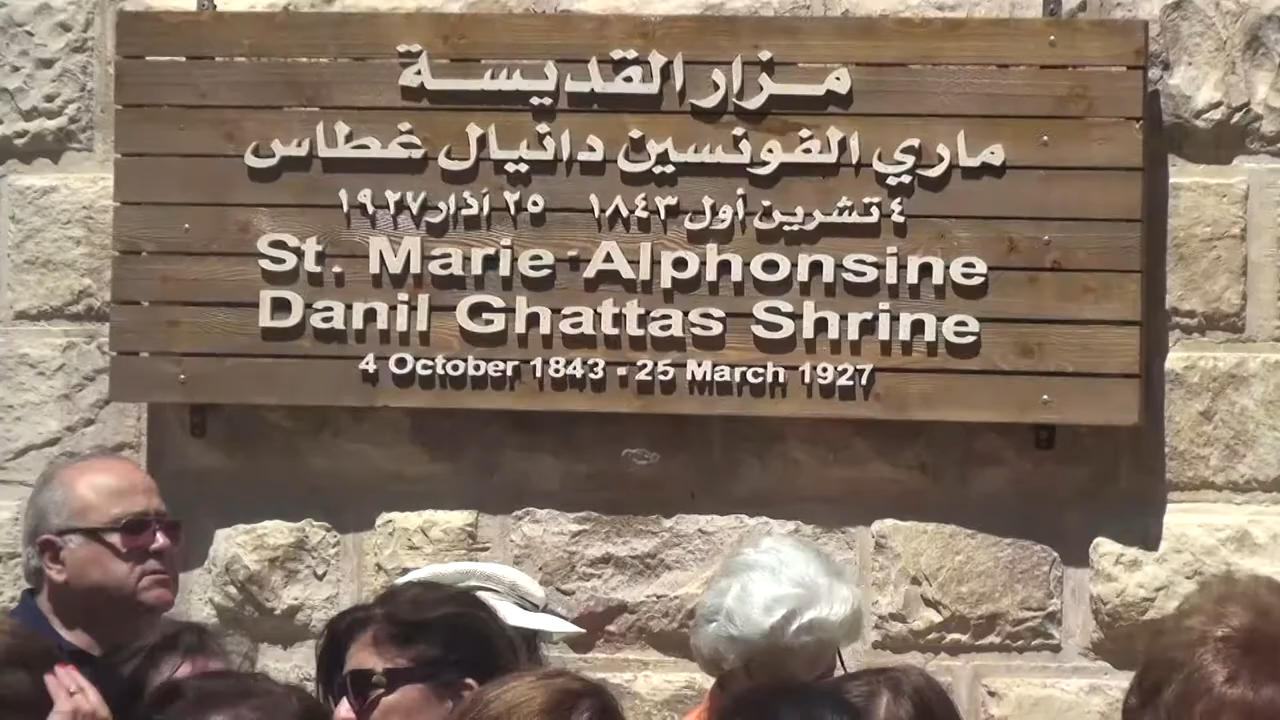 مزار القديسة
ماري الفونسين دانيال غطاس
٤ تشرين أول ١٨٤٣ ٢٥ آذار ١٩٢٧
St. Marie Alphonsine
Danil Ghattas Shrine
4 October 1843 - 25 March 1927